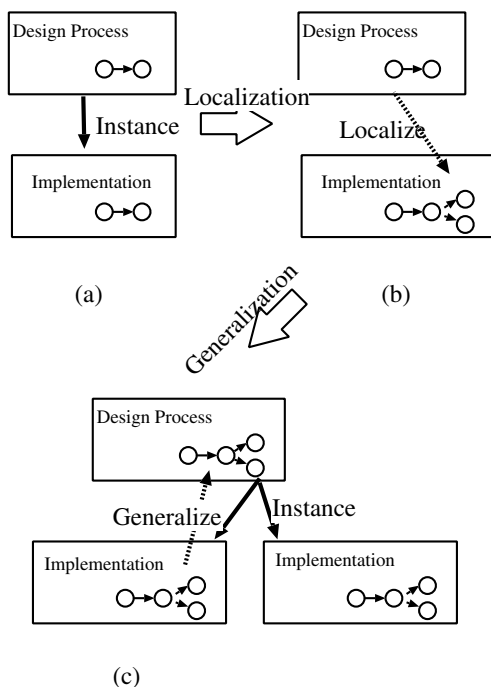 Design Process
Instance
Implementation
Localization
Design Process
Localize
Implementation
(a)
(b)
Generalization
Design Process
Generalize
Instance
Implementation
Implementation
(c)